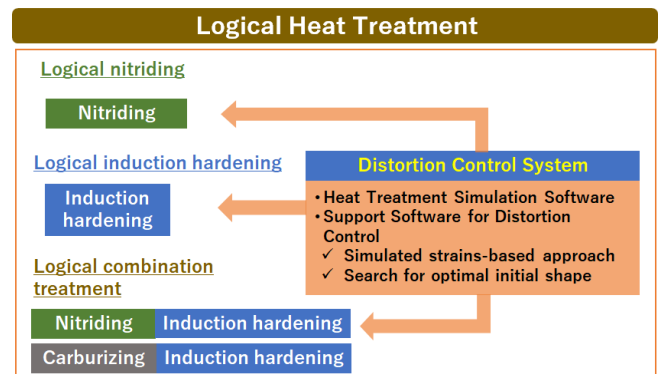 Logical Heat Treatment
Logical nitriding
Nitriding
Logical induction hardening
Induction
hardening
Logical combination
treatment
Nitriding Induction hardening
Carburizing Induction hardening
Distortion Control System
・Heat Treatment Simulation Software
・Support Software for Distortion
Control
✓ Simulated strains-based approach
✓ Search for optimal initial shape